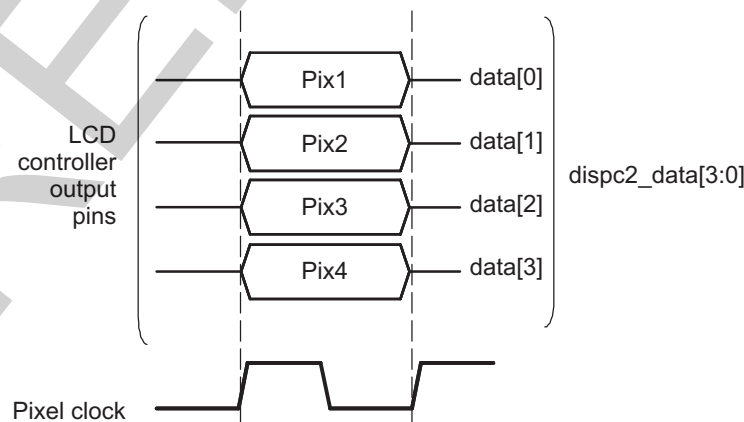 Pix1
data[0]
Pix2
data[1]
Pix3
data[2]
Pix4
data[3]
LCD
controller
output
pins
dispc2_data[3:0]
Pixel clock